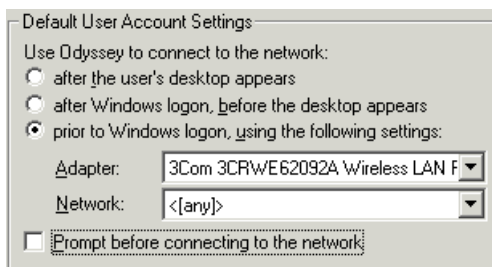 Default User Account Settings
Use Odyssey to connect to the network:
after the user's desktop appears
after Windows logon, before the desktop appears
prior to Windows logon, using the following settings:
Adapter: 3Com 3CRWE62092A Wireless LAN F
Network: <[any]>
Prompt before connecting to the network